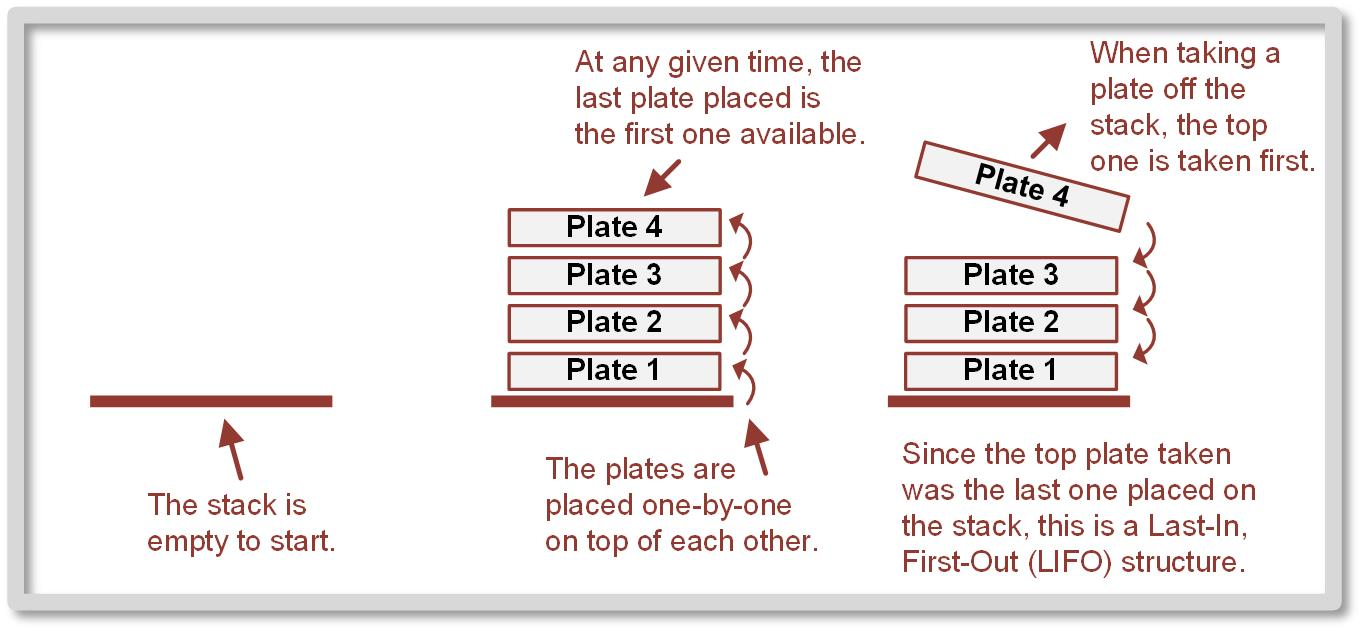 The stack is
empty to start.
At any given time, the
last plate placed is
the first one available.
Plate 4
Plate 3
Plate 2
Plate 1
The plates are
placed one-by-one
on top of each other.
When taking a
plate off the
stack, the top
one is taken first.
Plate 4
Plate 3
Plate 2
Plate 1
Since the top plate taken
was the last one placed on
the stack, this is a Last-In,
First-Out (LIFO) structure.